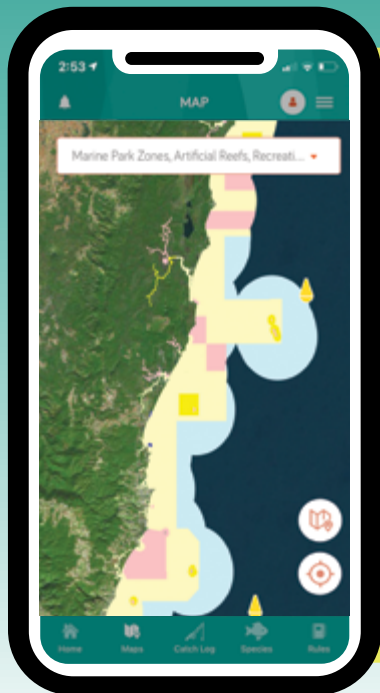 2:53
MAP
Marine Park Zones, Artificial Reefs, Recreati...
Home Maps Catch Log Species Rules